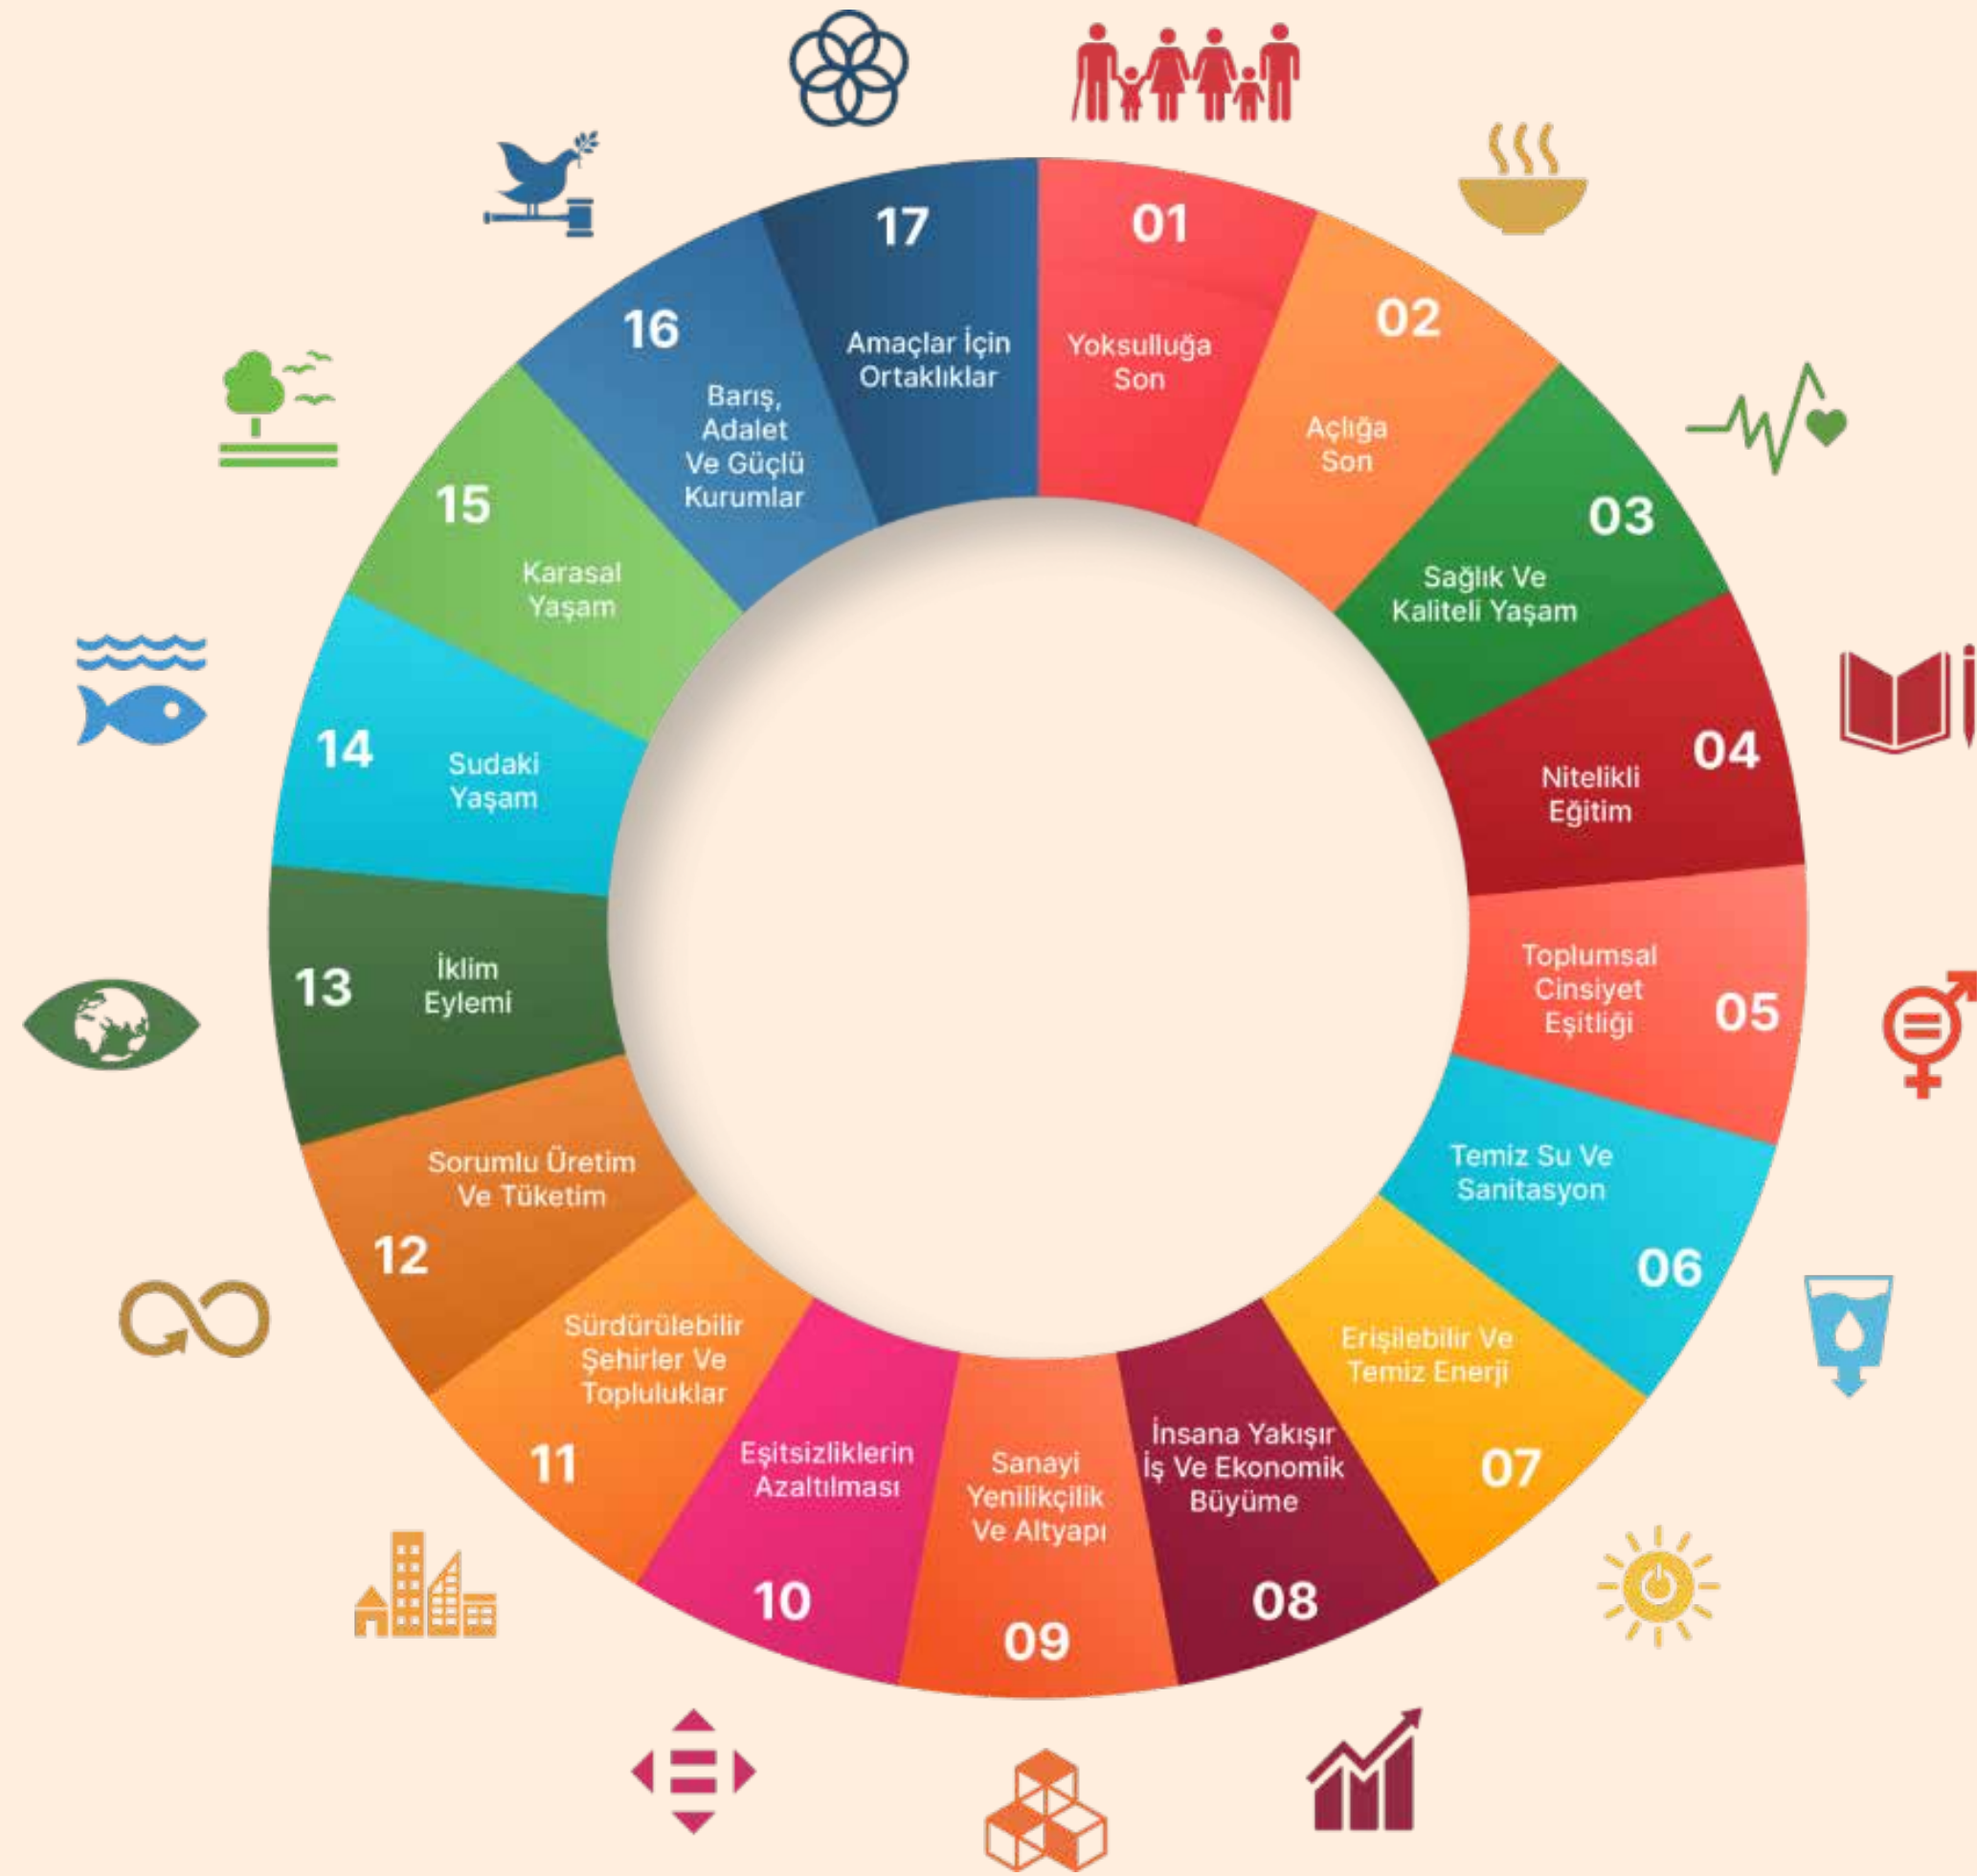 01
Yoksulluğa
Son
02
Açlığa
Son
03
Sağlık Ve
Kaliteli Yaşam
04
Nitelikli
Eğitim
05
Toplumsal
Cinsiyet
Eşitliği
06
Temiz Su Ve
Sanitasyon
07
Erişilebilir Ve
Temiz Enerji
08
İnsana Yakışır
İş Ve Ekonomik
Büyüme
09
Sanayi
Yenilikçilik
Ve Altyapı
10
Eşitsizliklerin
Azaltılması
11
Sürdürülebilir
Şehirler Ve
Topluluklar
12
Sorumlu Üretim
Ve Tüketim
13
İklim
Eylemi
14
Sudaki
Yaşam
15
Karasal
Yaşam
16
Barış,
Adalet
Ve Güçlü
Kurumlar
17
Amaçlar İçin
Ortaklıklar